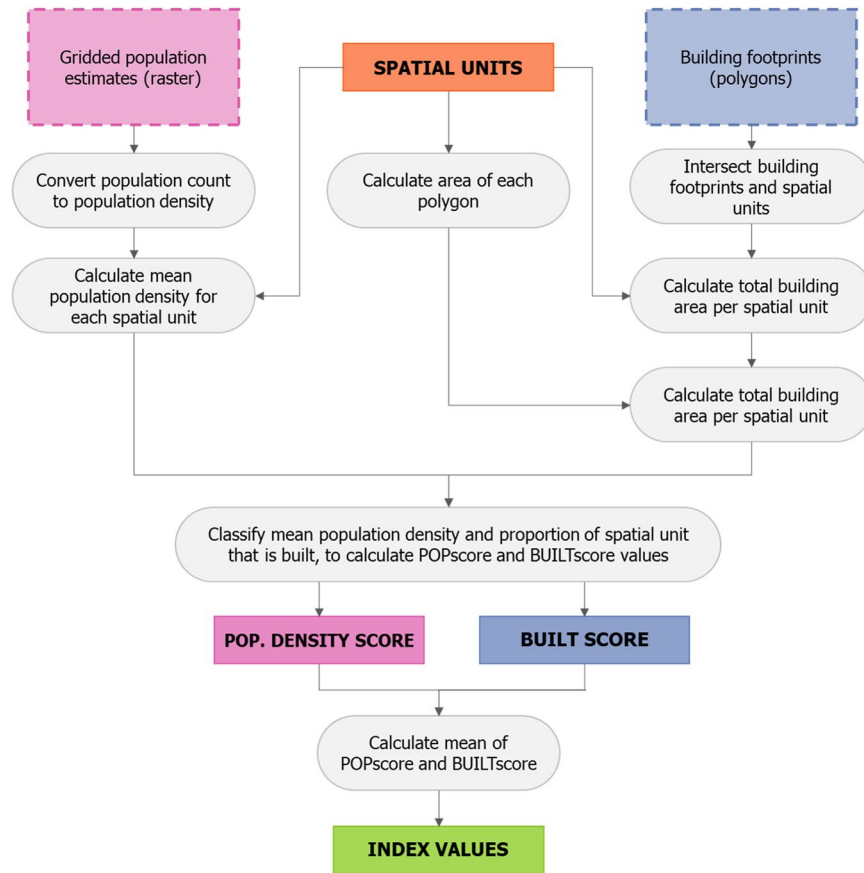 Gridded population
estimates (raster)
SPATIAL UNITS
Building footprints
(polygons)
Convert population count
to population density
Calculate area of each
polygon
Intersect building
footprints and spatial
units
Calculate mean
population density for
each spatial unit
Calculate total building
area per spatial unit
Calculate total building
area per spatial unit
Classify mean population density and proportion of spatial unit
that is built, to calculate POPscore and BUILTscore values
POP. DENSITY SCORE
BUILT SCORE
Calculate mean of
POPscore and BUILTscore
INDEX VALUES